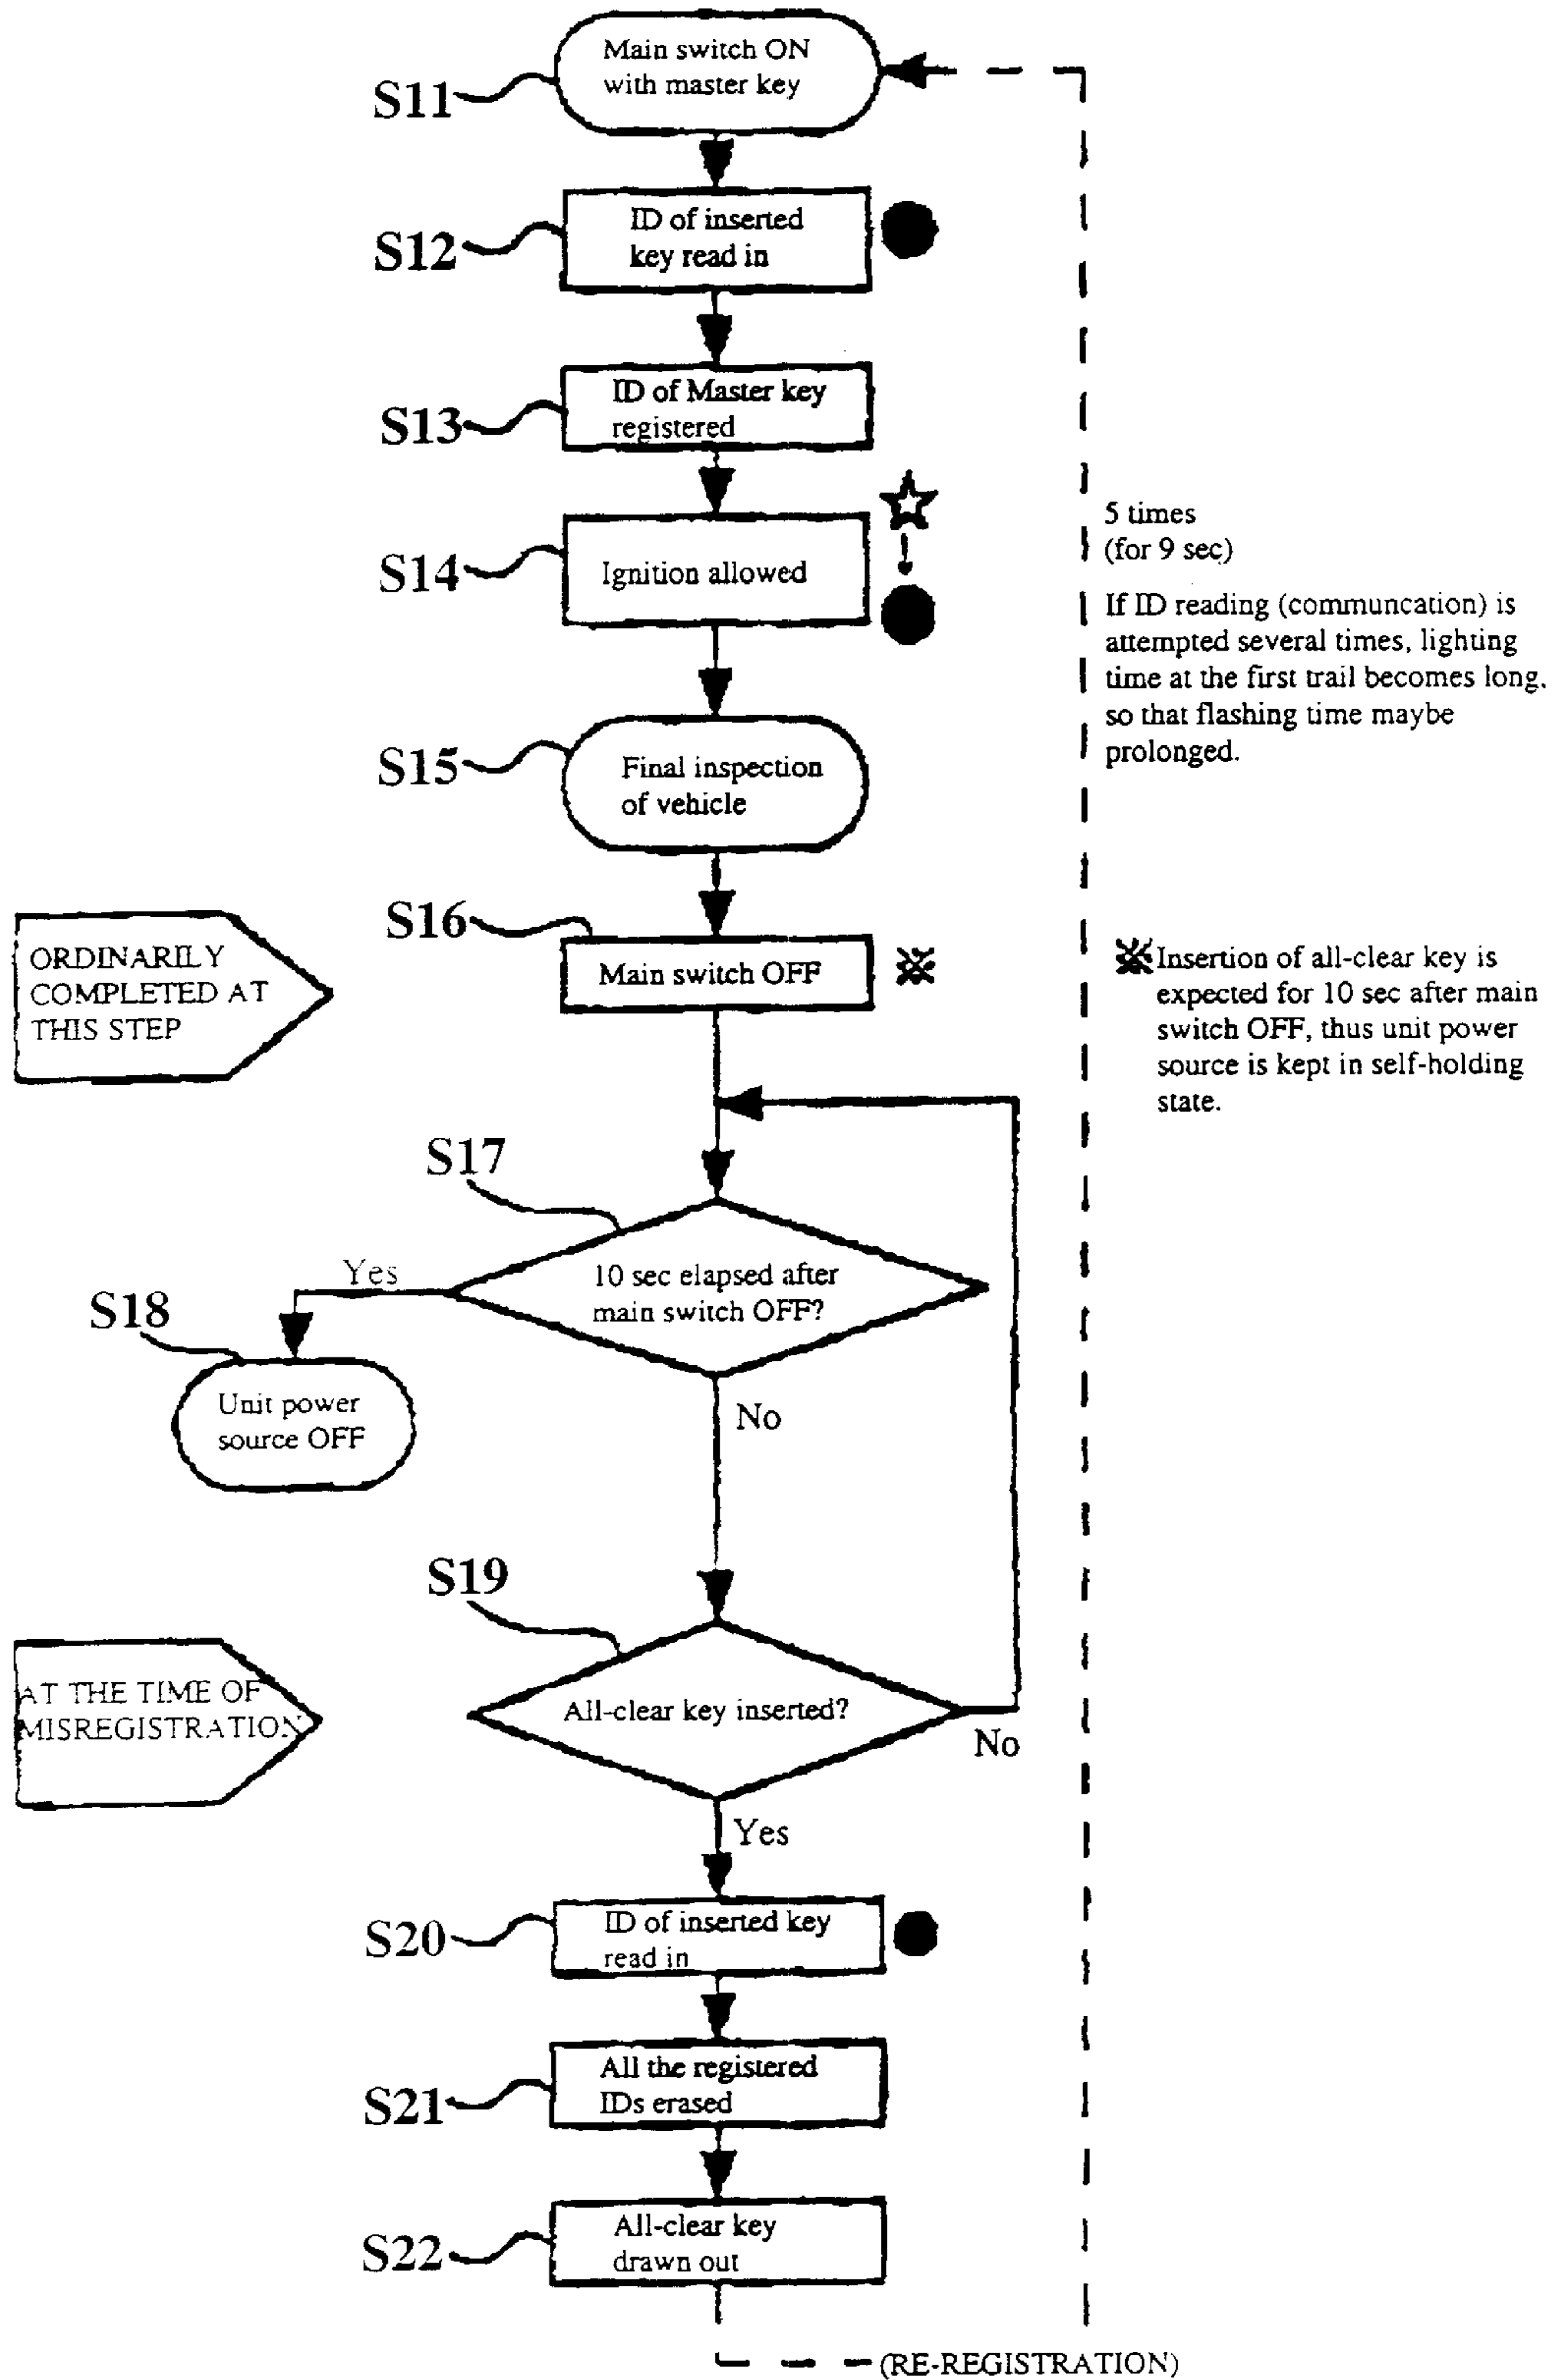 Main switch ON
with master key
S11
ID of inserted
key read in
S12
ID of Master key
registered
S13
Ignition allowed
S14
5 times
(for 9 sec)
If ID reading (communcation) is
attempted several times, lighting
time at the first trail becomes long,
so that flashing time maybe
prolonged.
Final inspection
of vehicle
S15
S16
Main switch OFF
※
ORDINARILY
COMPLETED AT
THIS STEP
※ Insertion of all-clear key is
expected for 10 sec after main
switch OFF, thus unit power
source is kept in self-holding
state.
S17
10 sec elapsed after
main switch OFF?
Yes
S18
Unit power
source OFF
No
S19
All-clear key inserted?
No
AT THE TIME OF
MISREGISTRATION
Yes
S20
ID of inserted key
read in
S21
All the registered
IDs erased
S22
All-clear key
drawn out
(RE-REGISTRATION)